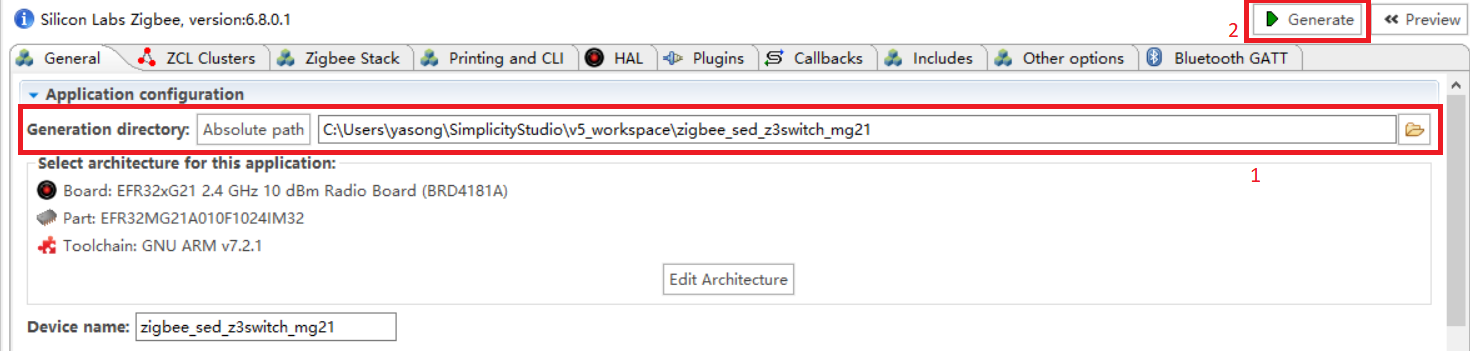 Silicon Labs Zigbee, version:6.8.0.1
2 Generate Preview
General ZCL Clusters Zigbee Stack Printing and CLI HAL Plugins Callbacks Includes Other options Bluetooth GATT
Application configuration
Generation directory: Absolute path C:\Users\yasong\SimplicityStudio\v5_workspace\zigbee_sed_z3switch_mg21
Select architecture for this application:
1
Board: EFR32xG21 2.4 GHz 10 dBm Radio Board (BRD4181A)
Part: EFR32MG21A010F1024IM32
Toolchain: GNU ARM v7.2.1
Edit Architecture
Device name: zigbee_sed_z3switch_mg21